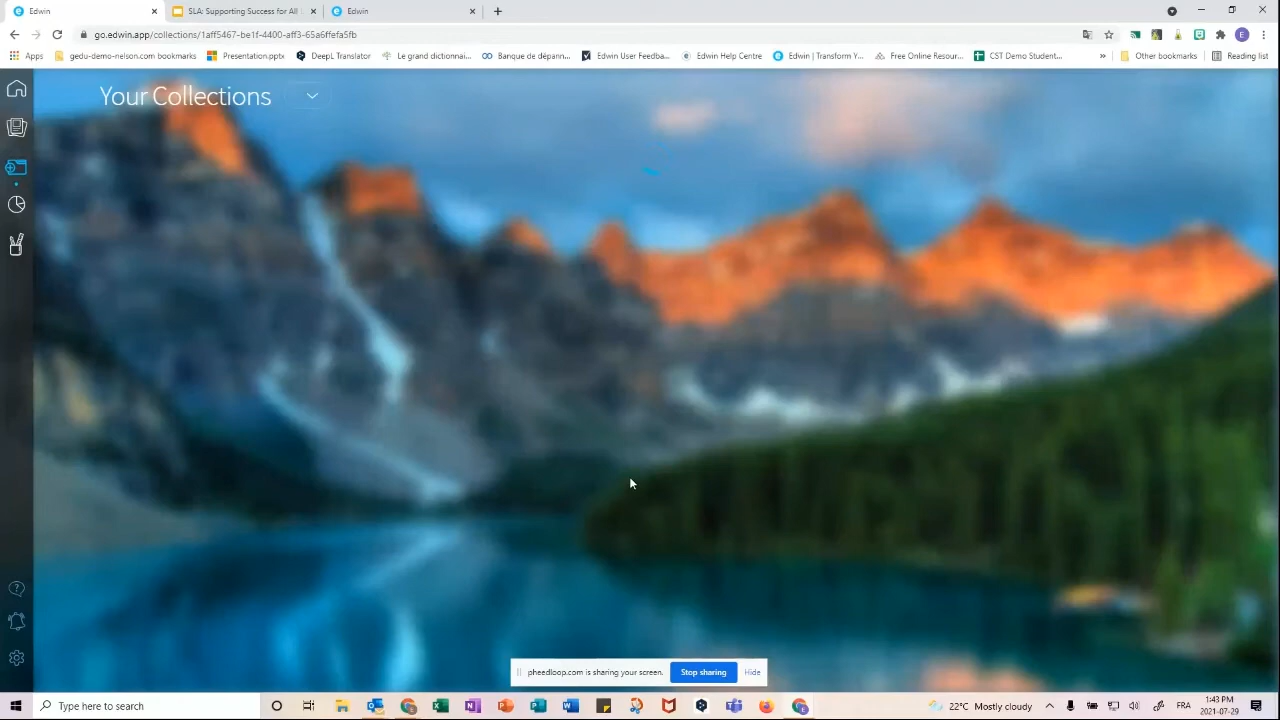 Edwin
SLA: Supporting Success for All
Edwin
go.edwin.app/collections/1aff5467-be1f-4400-aff3-65a6ffefa5fb
Apps
gedu-demo-nelson.com bookmarks
Presentation.pptx
DeepL Translator
Le grand dictionnai...
Banque de dépann...
Edwin User Feedba...
Edwin Help Centre
Edwin | Transform Y...
Free Online Resour...
CST Demo Student...
»
Other bookmarks
Reading list
E
Your Collections
pheedloop.com is sharing your screen.
Stop sharing
Hide
Type here to search
22°C Mostly cloudy
FRA
1:43 PM
2021-07-29